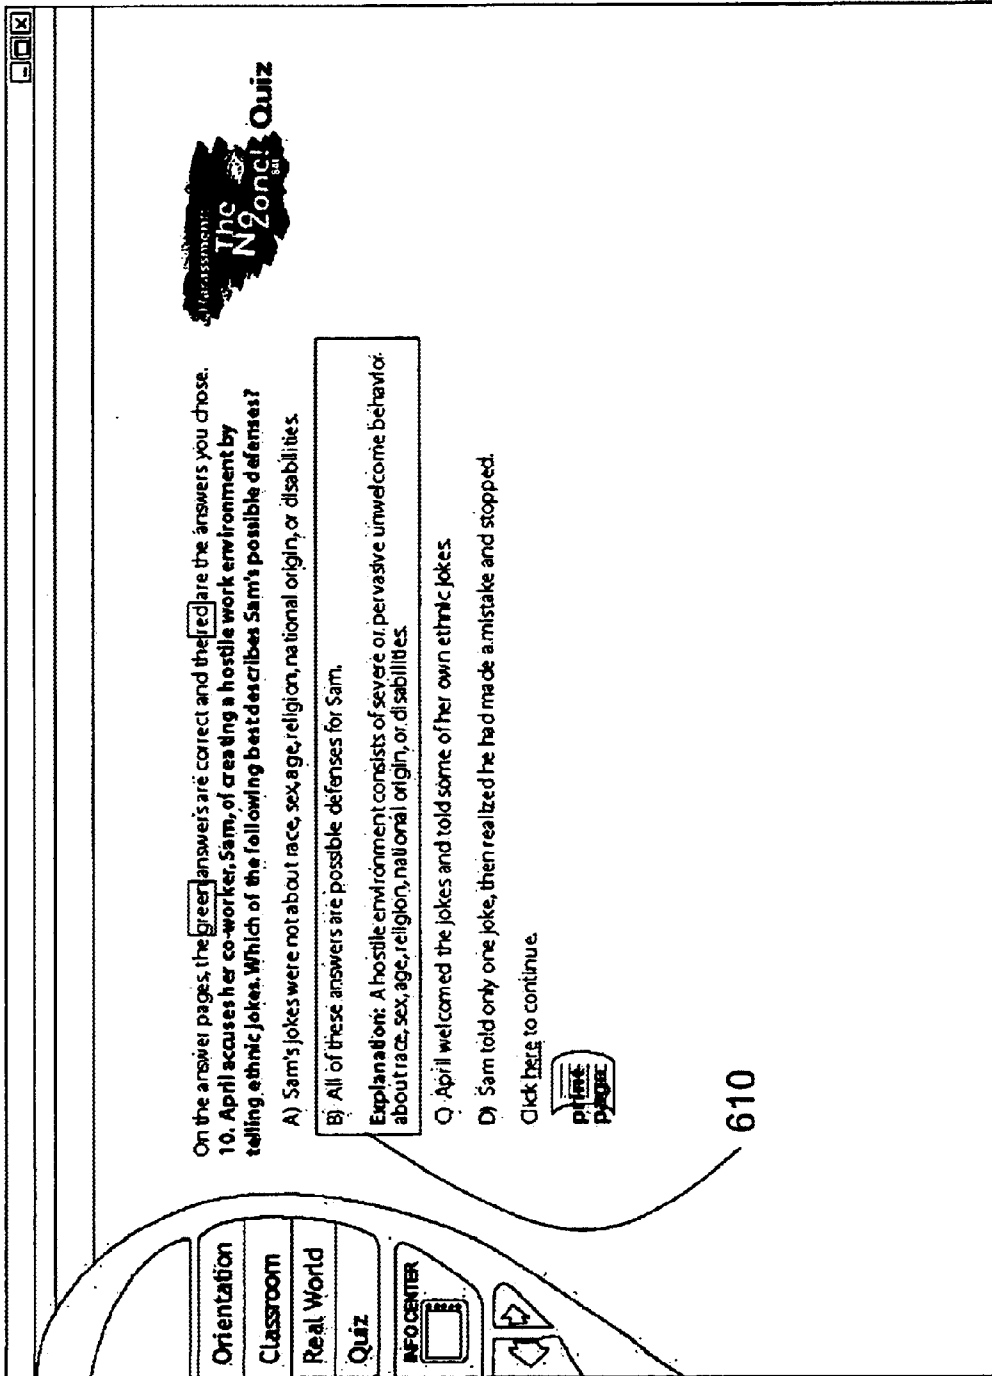 Harassment:
The
No
Zone!
Quiz
On the answer pages, the green answers are correct and the red are the answers you chose.
10. April accuses her co-worker, Sam, of creating a hostile work environment by
telling ethnic jokes. Which of the following best describes Sam's possible defenses?
A) Sam's jokes were not about race, sex, age, religion, national origin, or disabilities.
B) All of these answers are possible defenses for Sam.
Explanation: A hostile environment consists of severe or pervasive unwelcome behavior
about race, sex, age, religion, national origin, or disabilities.
C) April welcomed the jokes and told some of her own ethnic jokes.
D) Sam told only one joke, then realized he had made a mistake and stopped.
Click here to continue.
print
page
Orientation
Classroom
Real World
Quiz
INFO CENTER
610